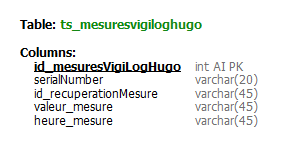 Table: ts_mesuresvigiloghugo
Columns:
id_mesuresVigiLogHugo int AI PK
serialNumber varchar(20)
id_recuperationMesure varchar(45)
valeur_mesure varchar(45)
heure_mesure varchar(45)